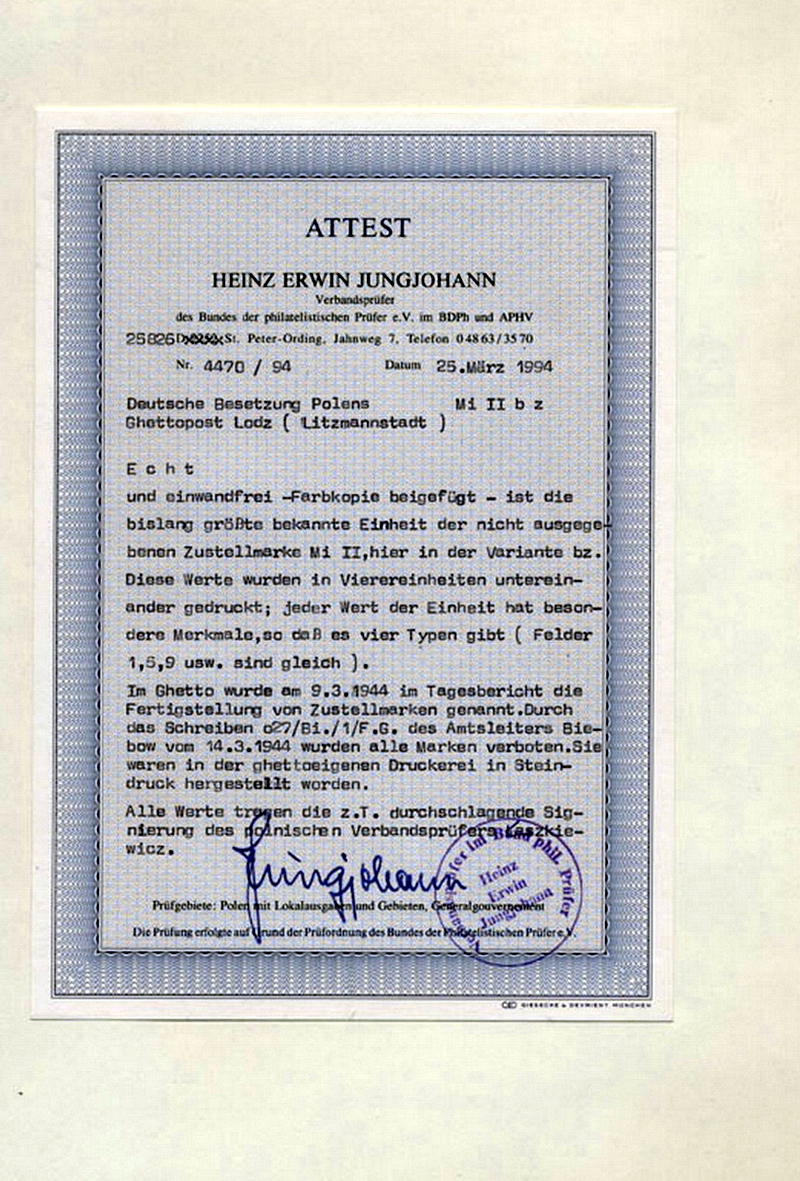 ATTEST
HEINZ ERWIN JUNGJOHANN
Verbandsprüfer
des Bundes der philatelistischen Prüfer e.V. im BDPh und APHV
25826 St. Peter-Ording, Jahnweg 7, Telefon 04863/3570
Nr. 4470 / 94 Datum 25.März 1994
Deutsche Besetzung Polens Mi II b z
Ghettopost Lodz ( Litzmannstadt )
E c h t
und einwandfrei -Farbkopie beigefügt - ist die
bislang größte bekannte Einheit der nicht ausgege-
benen Zustellmarke Mi II,hier in der Variante bz.
Diese Werte wurden in Vierereinheiten unterein-
ander gedruckt; jeder Wert der Einheit hat beson-
dere Merkmale,so daß es vier Typen gibt ( Felder
1,5,9 usw. sind gleich ).
Im Ghetto wurde am 9.3.1944 im Tagesbericht die
Fertigstellung von Zustellmarken genannt.Durch
das Schreiben o27/Bi./1/F.G. des Amtsleiters Bie-
bow vom 14.3.1944 wurden alle Marken verboten.Sie
waren in der ghettoeigenen Druckerei in Stein-
druck hergestellt worden.
Alle Werte tragen die z.T. durchschlagende Sig-
nierung des polnischen Verbandsprüfers
wicz.
Jungjohann
Verbandsprüfer im Bund phil. Prüfer
Heinz
Erwin
Jungjohann
Prüfgebiete: Polen mit Lokalausgaben und Gebieten, Generalgouvernement
Die Prüfung erfolgte auf Grund der Prüfordnung des Bundes der Philatelistischen Prüfer e.V.
GIESECKE & DEVRIENT MÜNCHEN